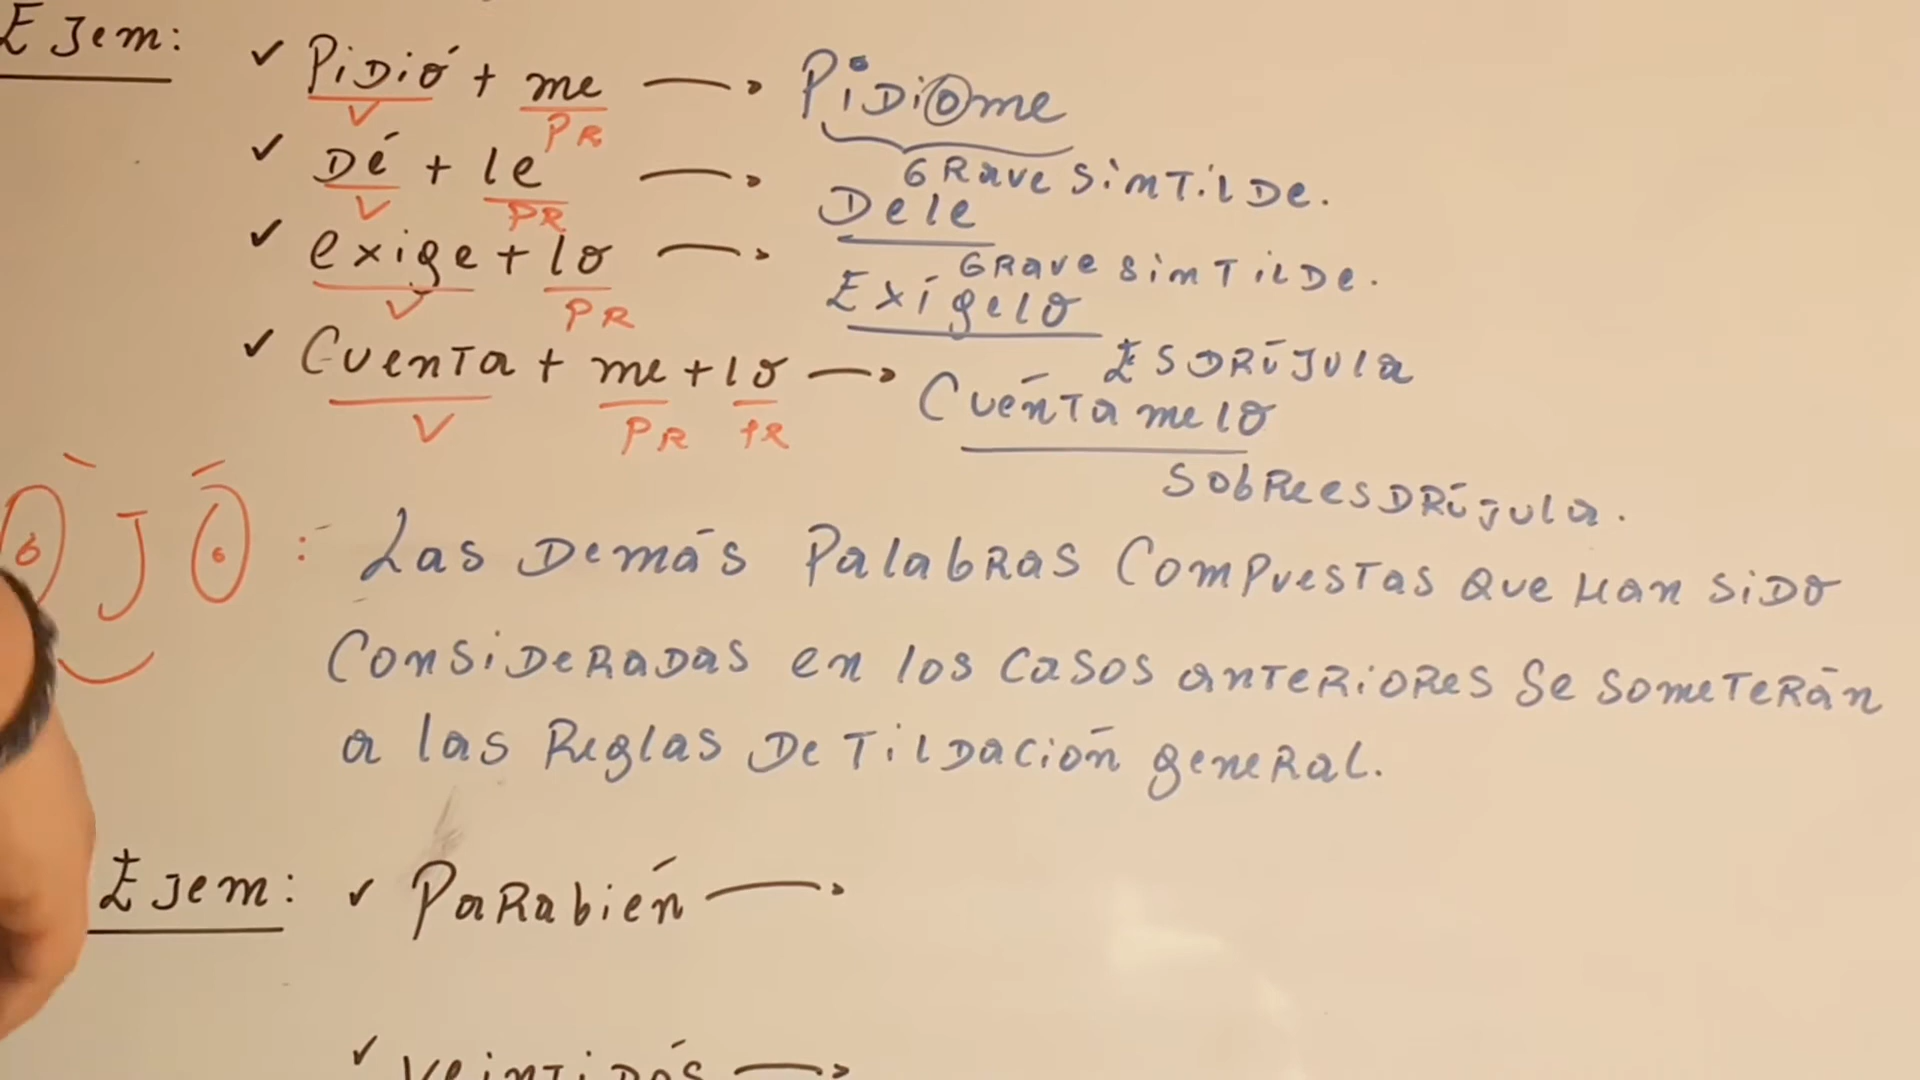 Ejem: ✓ Pidió + me → Pidiome
V PR Grave sin Tilde.
✓ Dé + le → Dele
V PR Grave sin Tilde.
✓ exige + lo → Exígelo
V PR Esdrújula
✓ Cuenta + me + lo → Cuéntamelo
V PR PR Sobreesdrújula.
OJO: Las demás Palabras Compuestas que han sido
Consideradas en los casos anteriores se someterán
a las Reglas de Tildación general.
Ejem: ✓ Parabién →
✓ Veintidós →